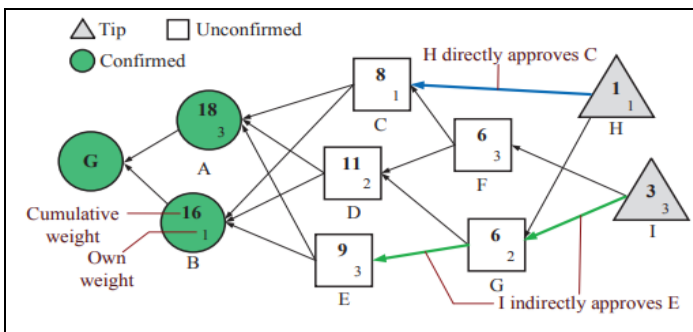 Tip
Unconfirmed
Confirmed
H directly approves C
8
1
C
1
1
H
18
3
A
6
3
F
G
11
2
D
3
3
I
Cumulative
weight
16
1
B
Own
weight
9
3
E
6
2
G
I indirectly approves E